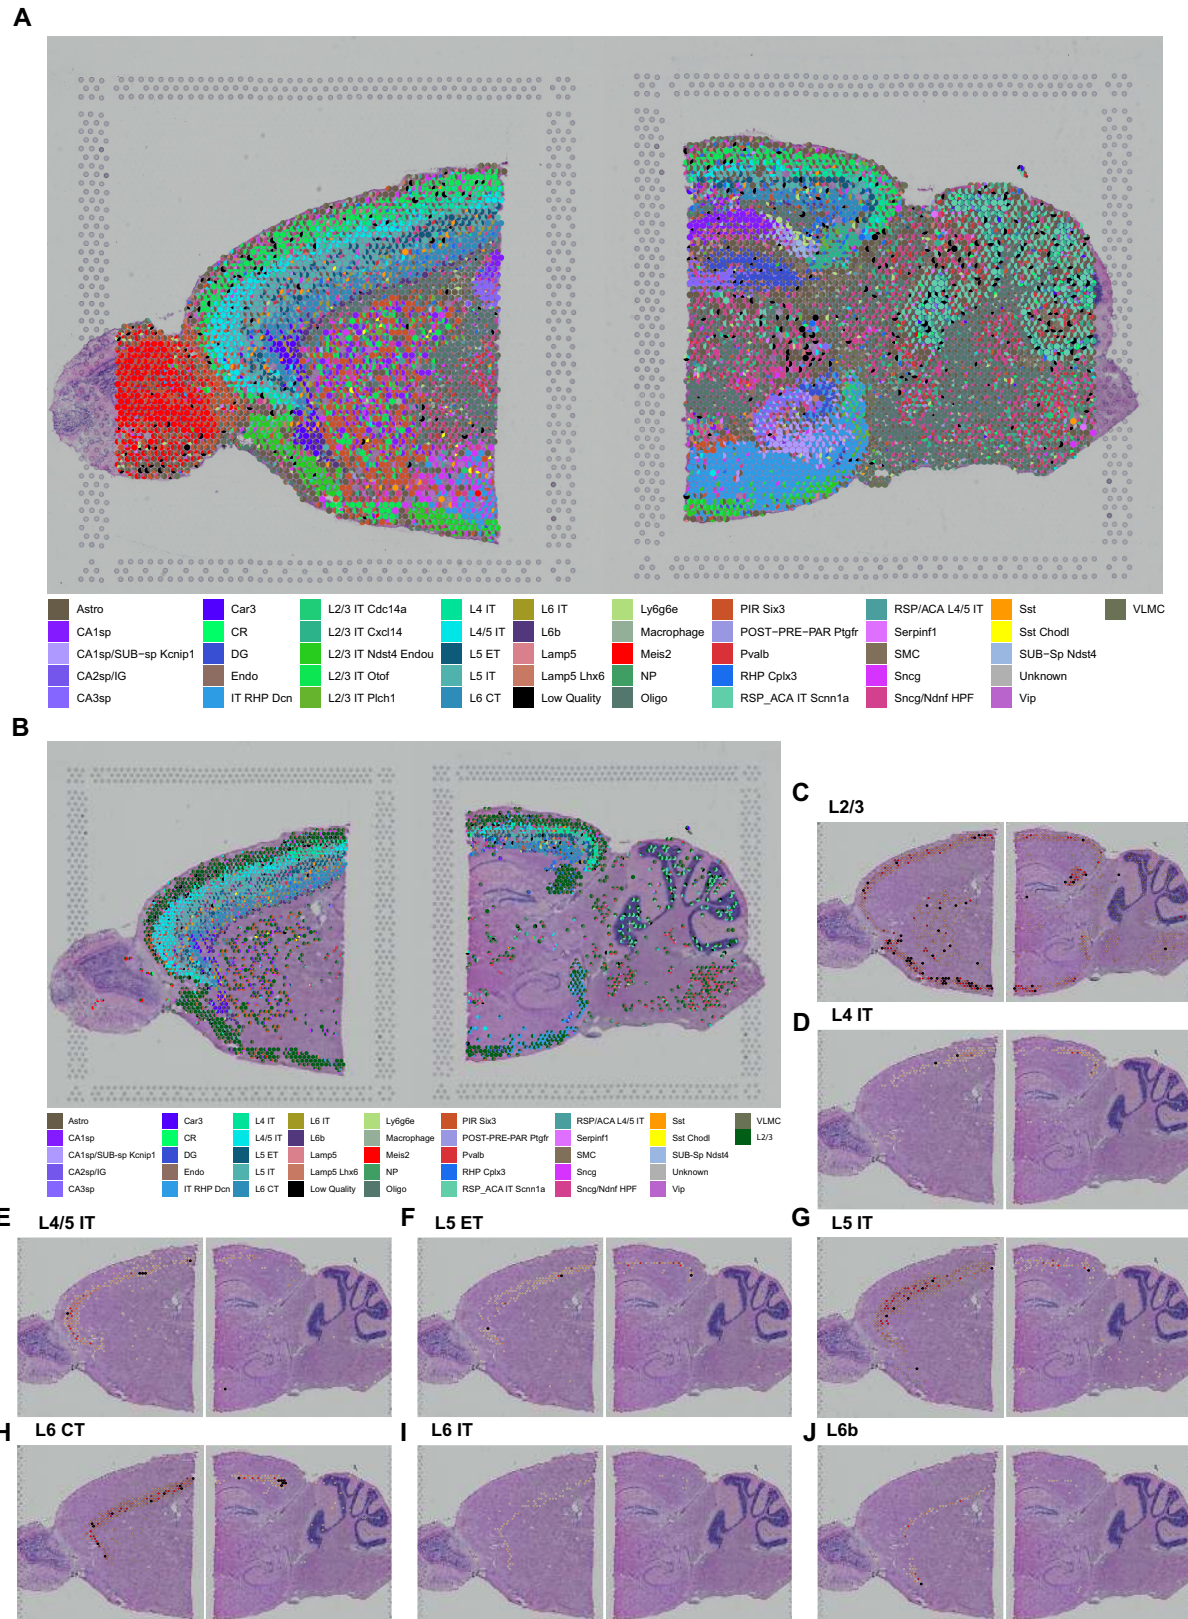 A
Astro
CA1sp
CA1sp/SUB−sp Kcnip1
CA2sp/IG
CA3sp
Car3
CR
DG
Endo
IT RHP Dcn
L2/3 IT Cdc14a
L2/3 IT Cxcl14
L2/3 IT Ndst4 Endou
L2/3 IT Otof
L2/3 IT Plch1
L4 IT
L4/5 IT
L5 ET
L5 IT
L6 CT
L6 IT
L6b
Lamp5
Lamp5 Lhx6
Low Quality
Ly6g6e
Macrophage
Meis2
NP
Oligo
PIR Six3
POST−PRE−PAR Ptgfr
Pvalb
RHP Cplx3
RSP_ACA IT Scnn1a
RSP/ACA L4/5 IT
Serpinf1
SMC
Sncg
Sncg/Ndnf HPF
Sst
Sst Chodl
SUB−Sp Ndst4
Unknown
Vip
VLMC
B
Astro
CA1sp
CA1sp/SUB-sp Kcnip1
CA2sp/IG
CA3sp
Car3
CR
DG
Endo
IT RHP Dcn
L4 IT
L4/5 IT
L5 ET
L5 IT
L6 CT
L6 IT
L6b
Lamp5
Lamp5 Lhx6
Low Quality
Ly6g6e
Macrophage
Meis2
NP
Oligo
PIR Six3
POST-PRE-PAR Ptgfr
Pvalb
RHP Cplx3
RSP_ACA IT Scnn1a
RSP/ACA L4/5 IT
Serpinf1
SMC
Sncg
Sncg/Ndnf HPF
Sst
Sst Chodl
SUB-Sp Ndst4
Unknown
Vip
VLMC
L2/3
C
L2/3
D
L4 IT
E
L4/5 IT
F
L5 ET
G
L5 IT
H
L6 CT
I
L6 IT
J
L6b